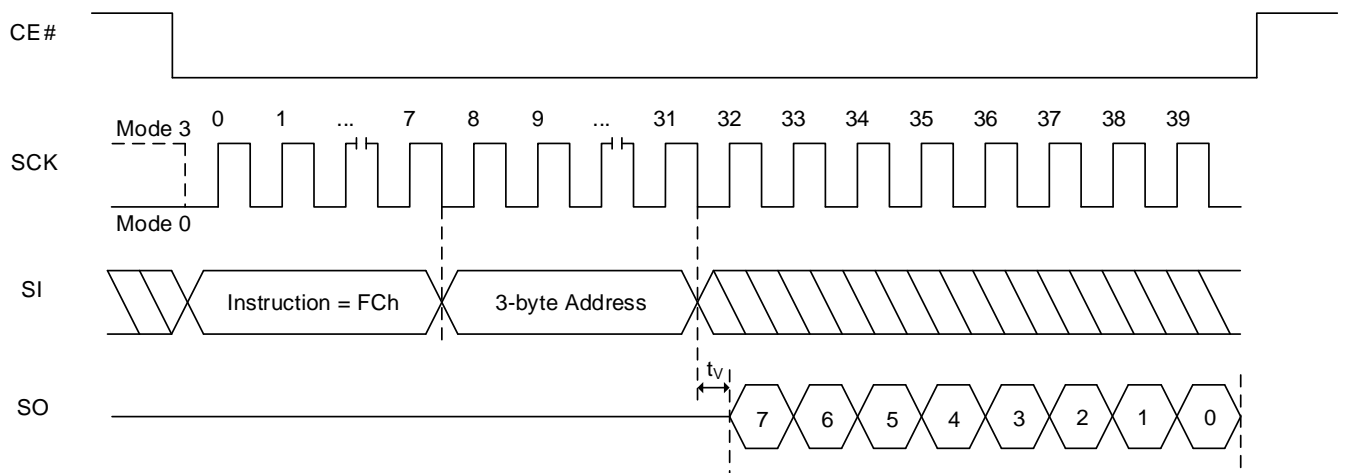 CE#
Mode 3 0 1 ... 7 8 9 ... 31 32 33 34 35 36 37 38 39
SCK
Mode 0
SI Instruction = FCh 3-byte Address
tV
SO 7 6 5 4 3 2 1 0